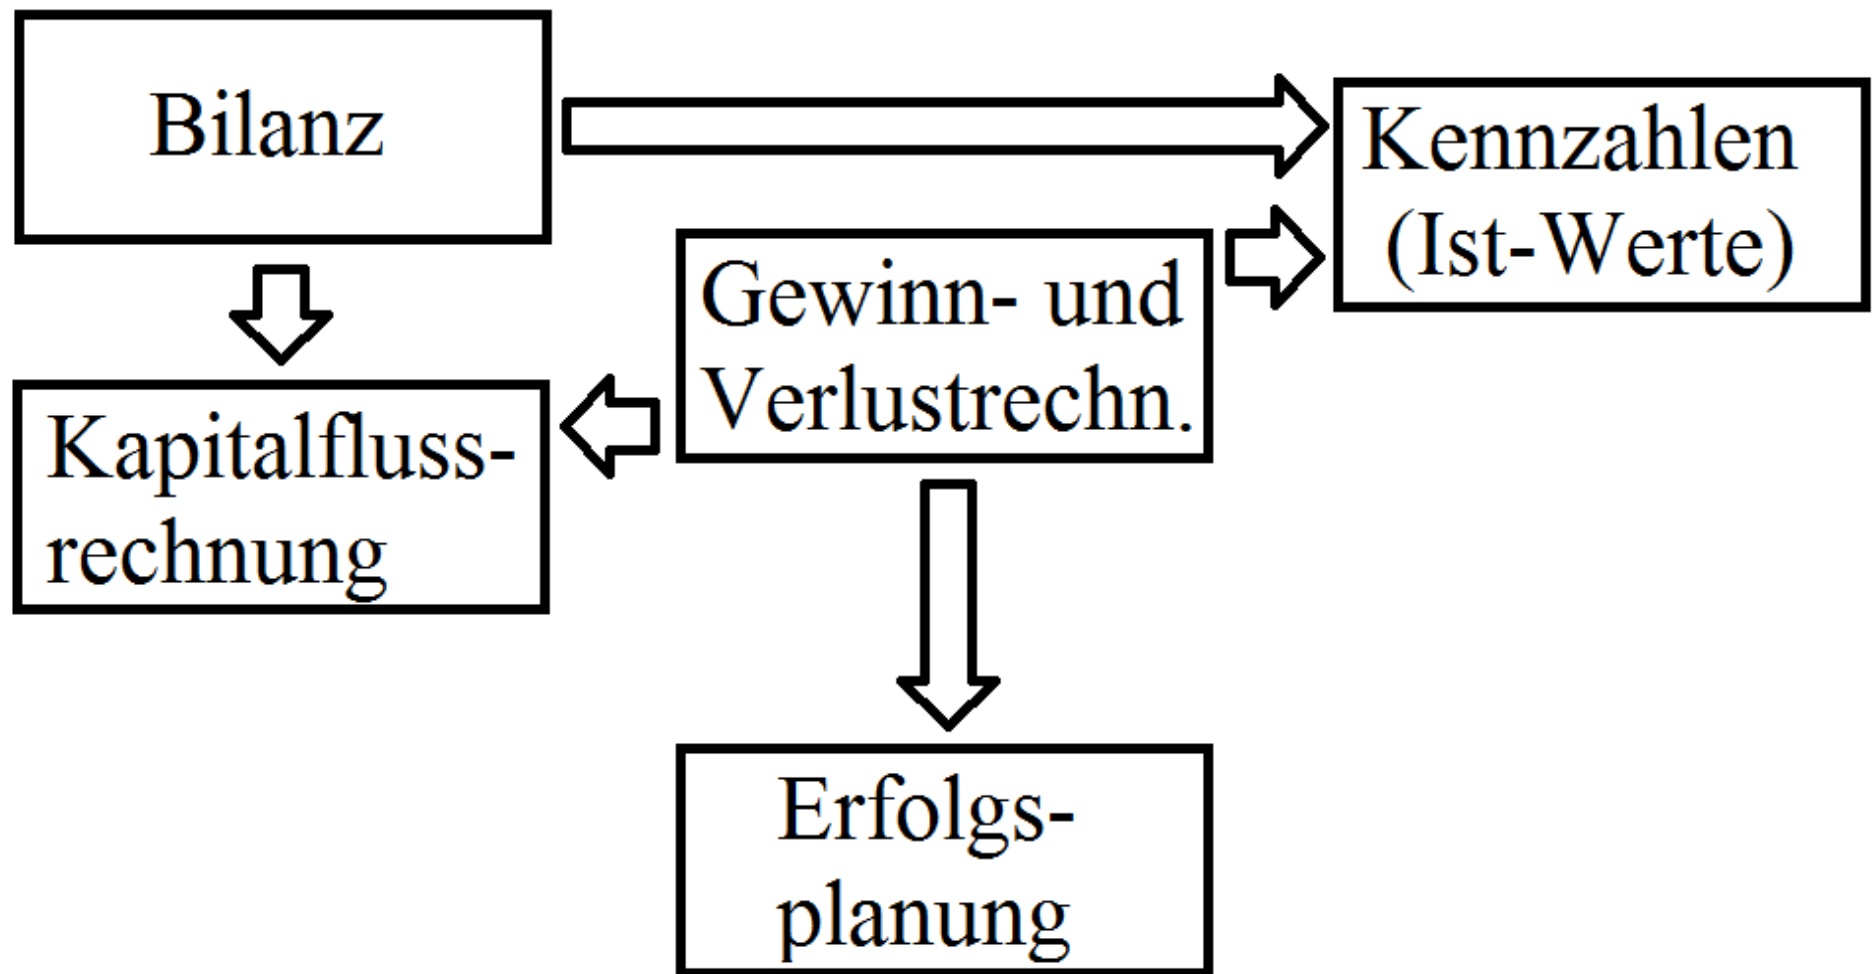 Bilanz
Kennzahlen
(Ist-Werte)
Gewinn- und
Verlustrechn.
Kapitalfluss-
rechnung
Erfolgs-
planung